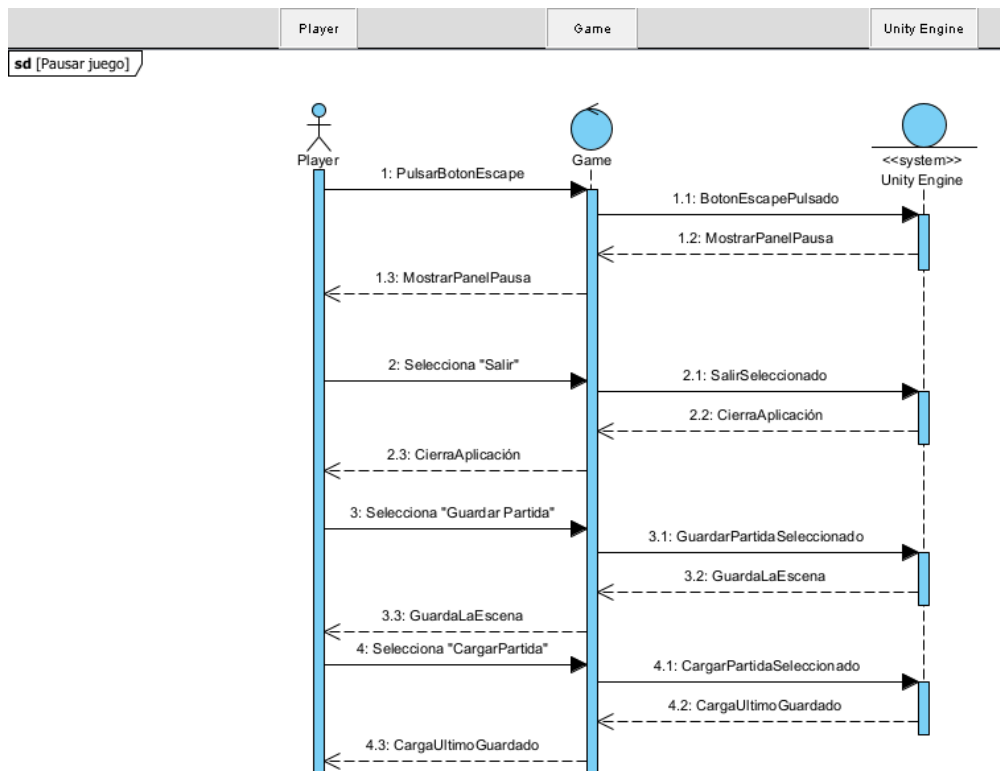 Player Game Unity Engine
sd [Pausar juego]
Player
Game
<<system>>
Unity Engine
1: PulsarBotonEscape
1.1: BotonEscapePulsado
1.2: MostrarPanelPausa
1.3: MostrarPanelPausa
2: Selecciona "Salir"
2.1: SalirSeleccionado
2.2: CierraAplicación
2.3: CierraAplicación
3: Selecciona "Guardar Partida"
3.1: GuardarPartidaSeleccionado
3.2: GuardaLaEscena
3.3: GuardaLaEscena
4: Selecciona "CargarPartida"
4.1: CargarPartidaSeleccionado
4.2: CargaUltimoGuardado
4.3: CargaUltimoGuardado